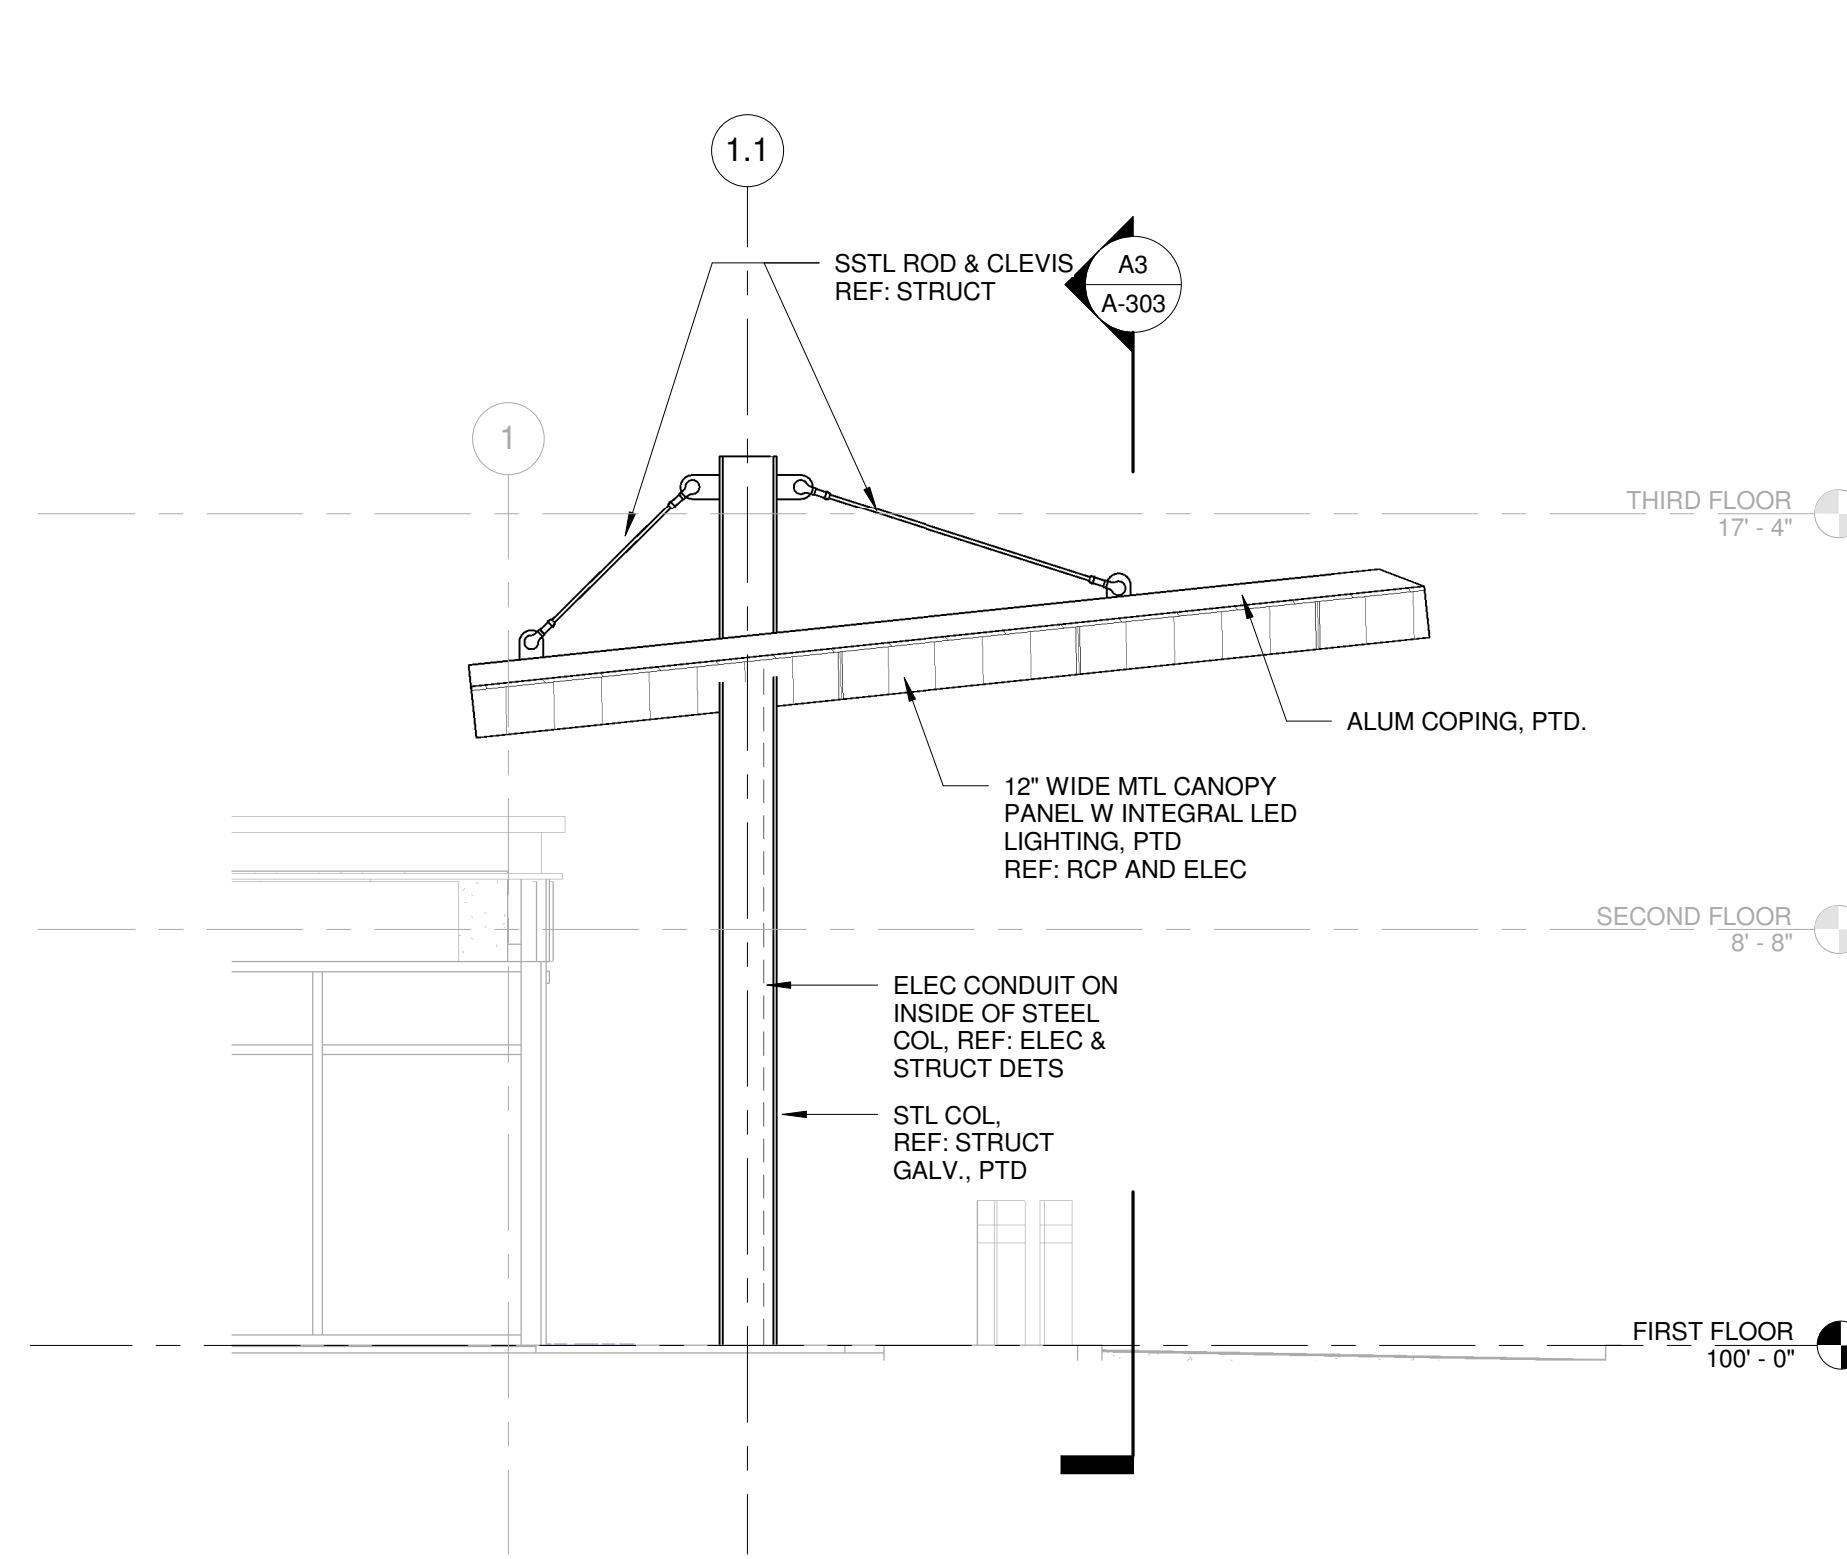 1.1
SSTL ROD & CLEVIS
REF: STRUCT
A3
A-303
1
THIRD FLOOR
17' - 4"
ALUM COPING, PTD.
12" WIDE MTL CANOPY
PANEL W INTEGRAL LED
LIGHTING, PTD
REF: RCP AND ELEC
SECOND FLOOR
8' - 8"
ELEC CONDUIT ON
INSIDE OF STEEL
COL, REF: ELEC &
STRUCT DETS
STL COL,
REF: STRUCT
GALV., PTD
FIRST FLOOR
100' - 0"